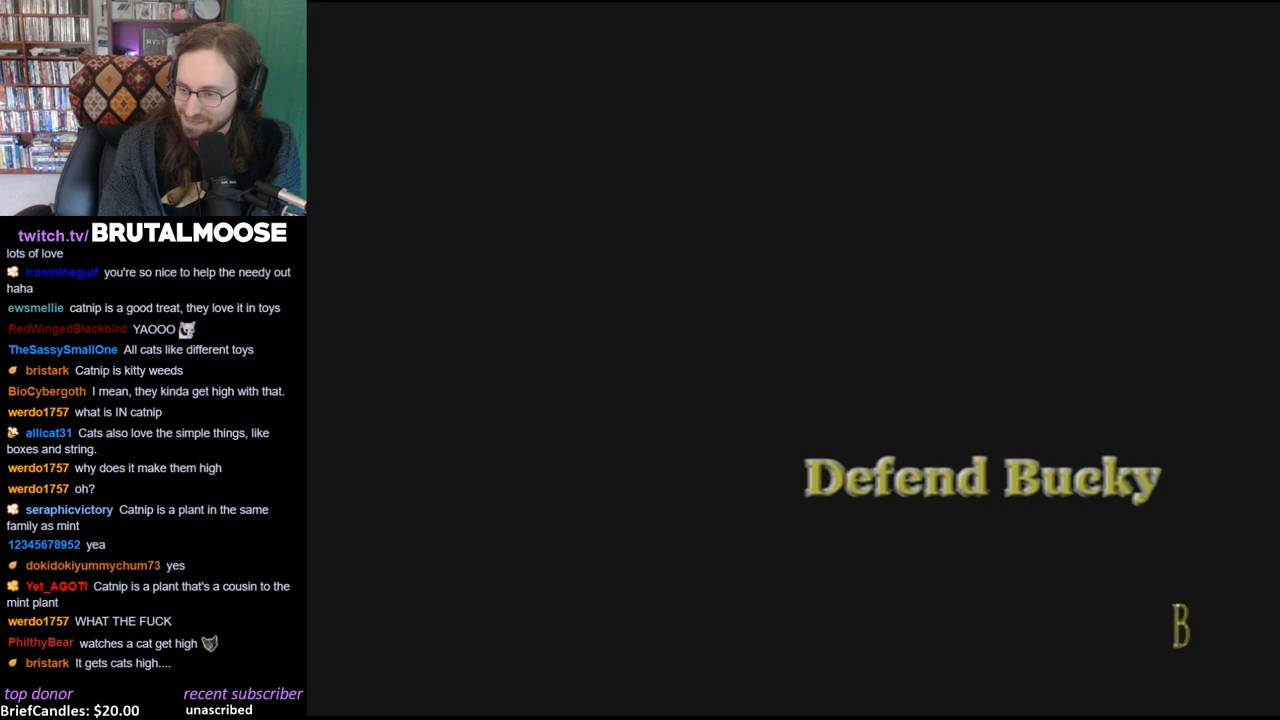 MYST
twitch.tv/BRUTALMOOSE
lots of love
ironinthegulf you're so nice to help the needy out
haha
ewsmellie catnip is a good treat, they love it in toys
RedWingedBlackbird YAOOO
TheSassySmallOne All cats like different toys
bristark Catnip is kitty weeds
BioCybergoth I mean, they kinda get high with that.
werdo1757 what is IN catnip
allicat31 Cats also love the simple things, like
boxes and string.
werdo1757 why does it make them high
werdo1757 oh?
seraphicvictory Catnip is a plant in the same
family as mint
12345678952 yea
dokidokiyummychum73 yes
Yet_AGOTI Catnip is a plant that's a cousin to the
mint plant
werdo1757 WHAT THE FUCK
PhilthyBear watches a cat get high
bristark It gets cats high....
top donor recent subscriber
BriefCandles: $20.00 unascribed
Defend Bucky
B